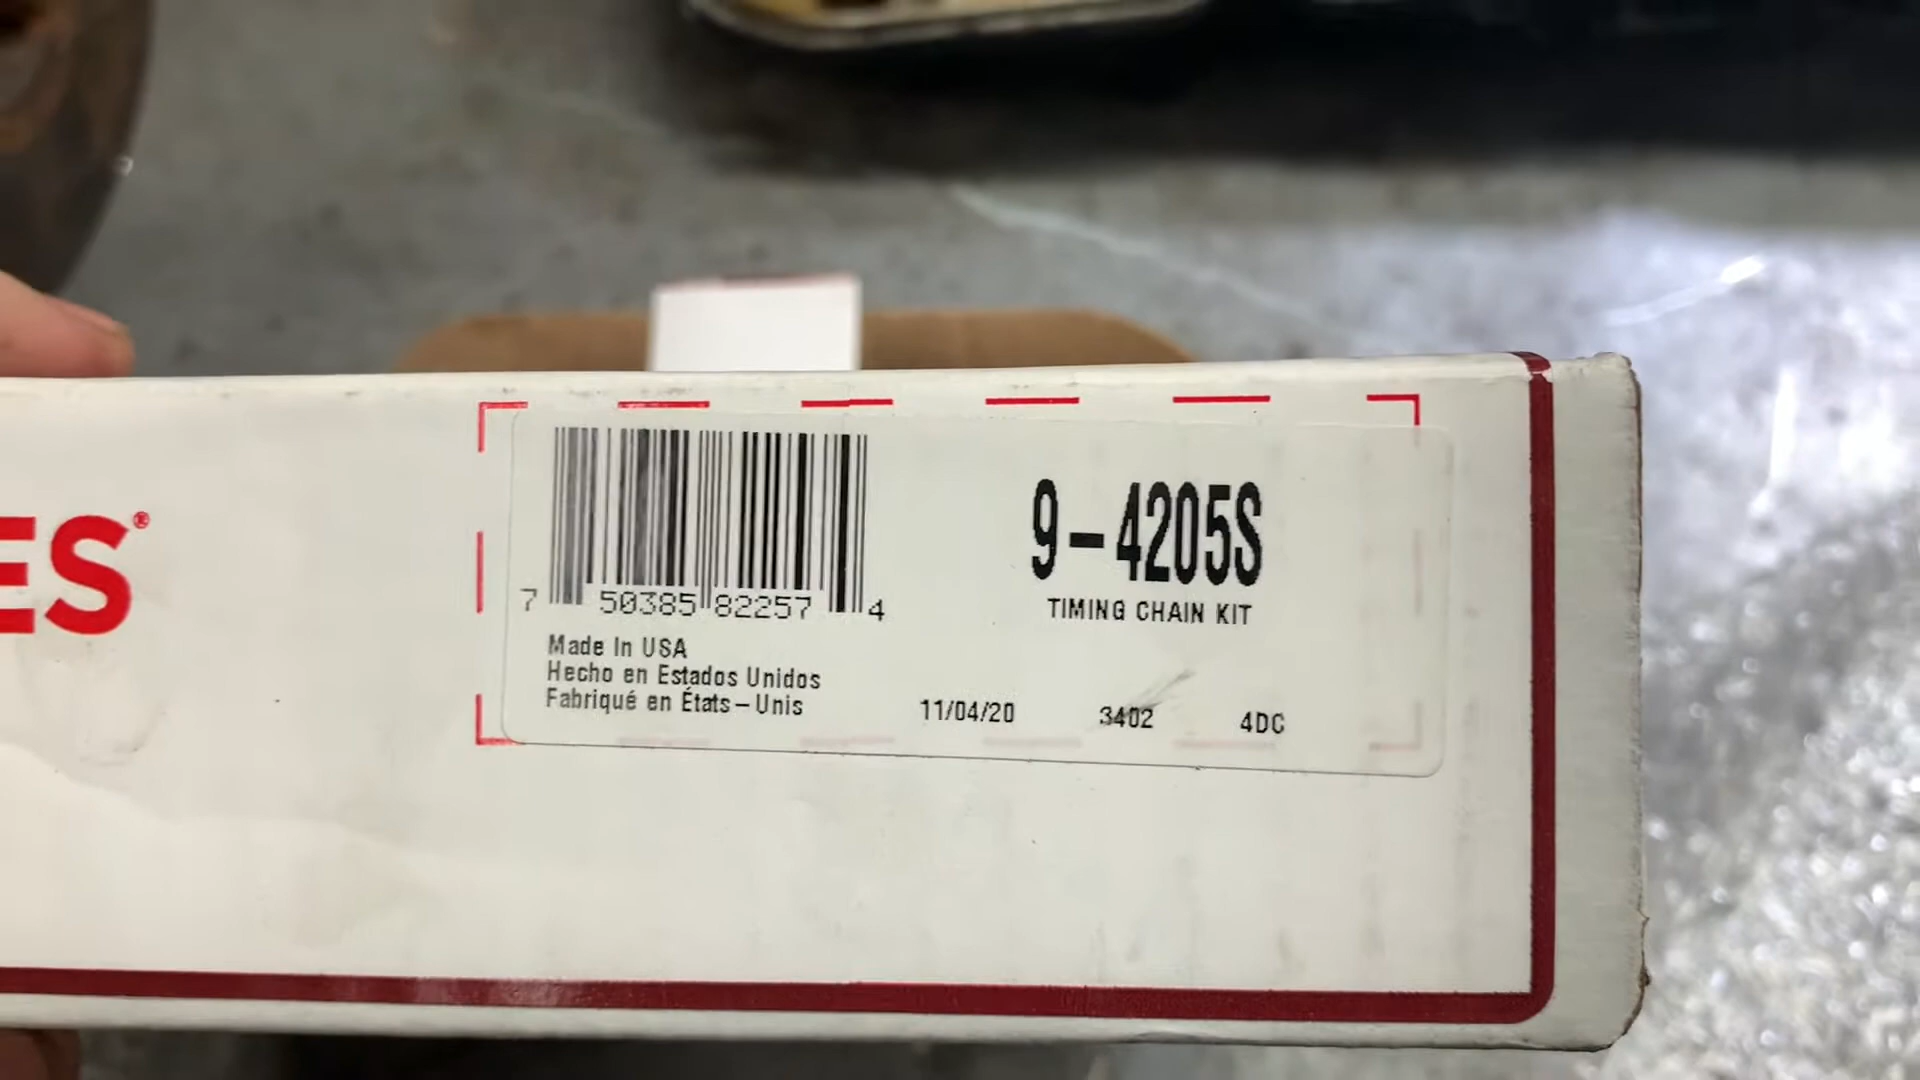 ES®
9-4205S
TIMING CHAIN KIT
7 50385 82257 4
Made In USA
Hecho en Estados Unidos
Fabriqué en États-Unis
11/04/20 3402 4DC